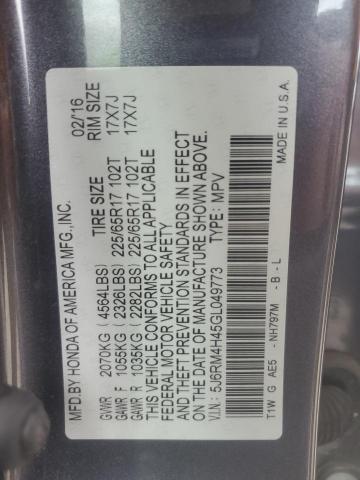 MFD.BY HONDA OF AMERICA MFG.,INC. 02/16
TIRE SIZE RIM SIZE
GVWR 2070KG (4564LBS)
GAWR F 1055KG (2326LBS) 225/65R17 102T 17X7J
GAWR R 1035KG (2282LBS) 225/65R17 102T 17X7J
THIS VEHICLE CONFORMS TO ALL APPLICABLE
FEDERAL MOTOR VEHICLE SAFETY
AND THEFT PREVENTION STANDARDS IN EFFECT
ON THE DATE OF MANUFACTURE SHOWN ABOVE.
V.I.N.: 5J6RM4H45GL049773 TYPE: MPV
T1W G AE5 - NH797M - B - L MADE IN U.S.A.